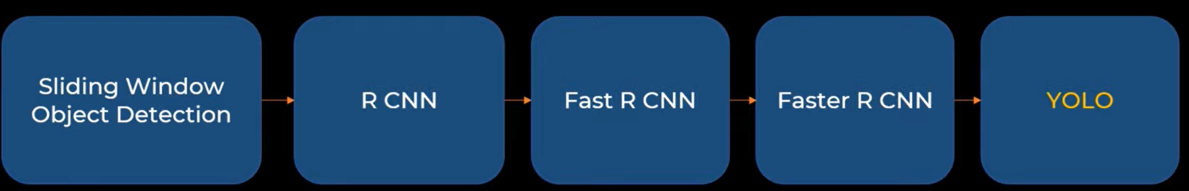 Sliding Window
Object Detection
R CNN
Fast R CNN
Faster R CNN
YOLO